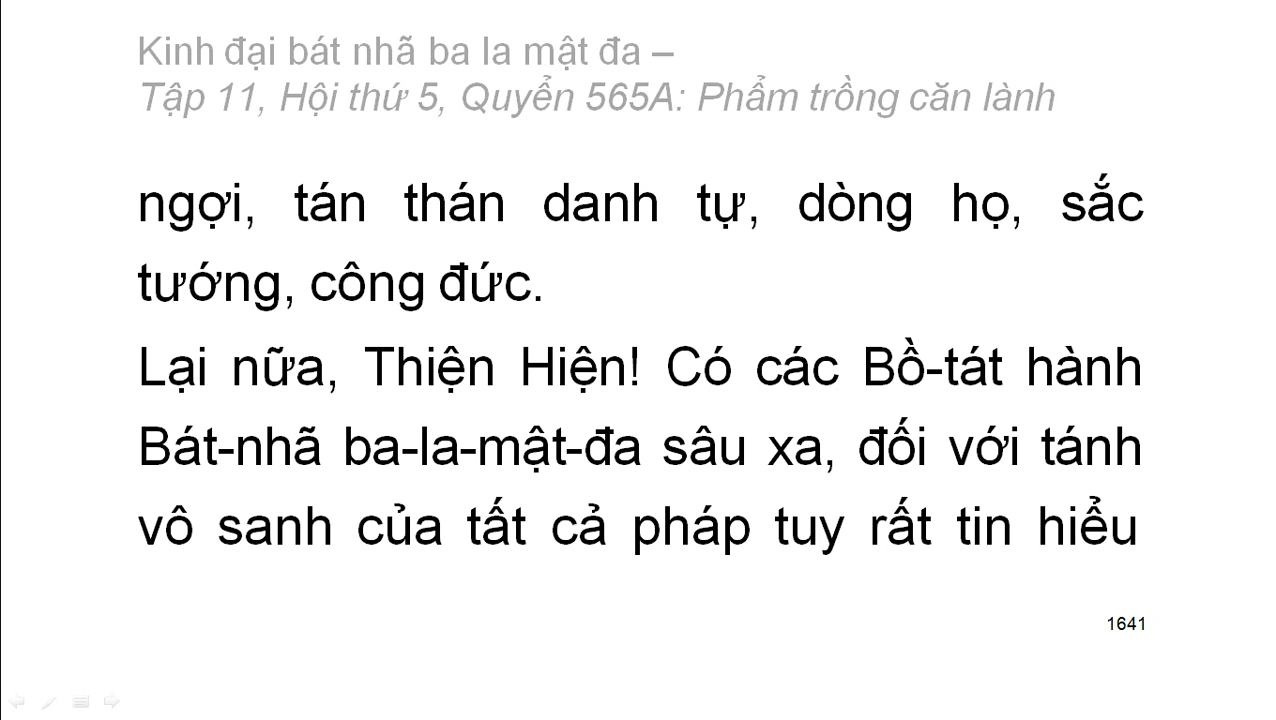 Kinh đại bát nhã ba la mật đa –
Tập 11, Hội thứ 5, Quyển 565A: Phẩm trồng căn lành
ngợi, tán thán danh tự, dòng họ, sắc
tướng, công đức.
Lại nữa, Thiện Hiện! Có các Bồ-tát hành
Bát-nhã ba-la-mật-đa sâu xa, đối với tánh
vô sanh của tất cả pháp tuy rất tin hiểu
1641